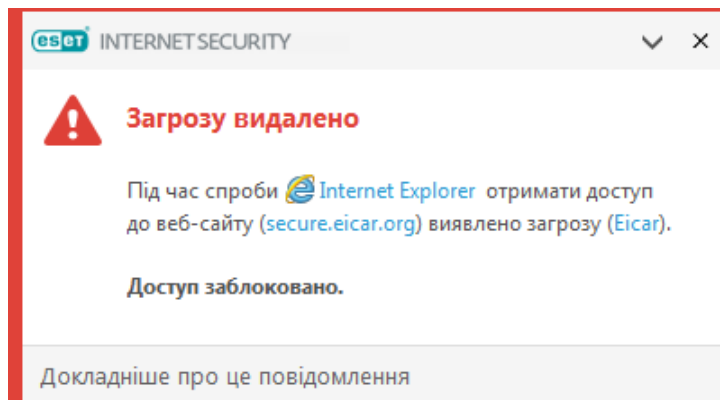 eset INTERNET SECURITY
Загрозу видалено
Під час спроби Internet Explorer отримати доступ
до веб-сайту (secure.eicar.org) виявлено загрозу (Eicar).
Доступ заблоковано.
Докладніше про це повідомлення